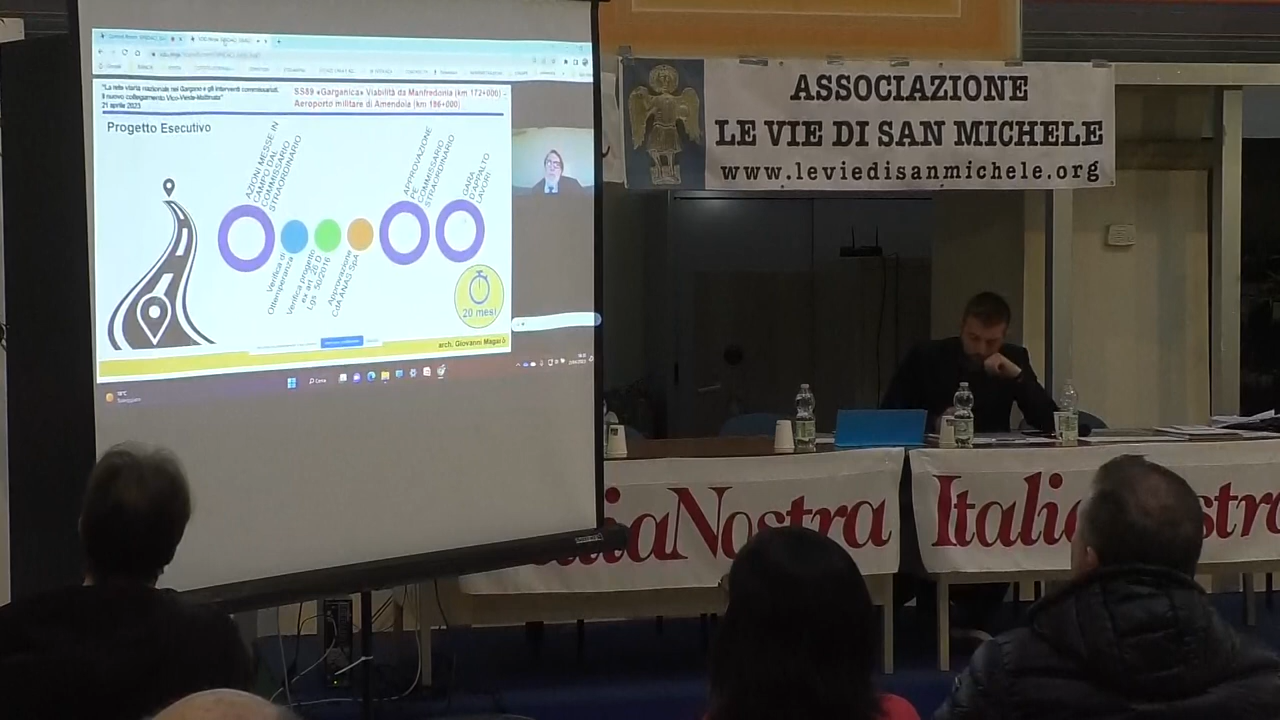 "La rete viaria nazionale nel Gargano e gli interventi commissariali.
Il nuovo collegamento Vico-Vieste-Mattinata"
21 aprile 2023
SS89 «Garganica» Viabilità da Manfredonia (km 172+000) -
Aeroporto militare di Amendola (km 186+000)
Progetto Esecutivo
AZIONI MESSE IN
CAMPO DAL
COMMISSARIO
STRAORDINARIO
APPROVAZIONE
PE
COMMISSARIO
STRAORDINARIO
GARA
D'APPALTO
LAVORI
Verifica di
Ottemperanza
Verifica progetto
ex art. 26 D.
Lgs 50/2016
Approvazione
CdA ANAS SpA
20 mesi
arch. Giovanni Magarò
Cerca
ASSOCIAZIONE
LE VIE DI SAN MICHELE
www.leviedisanmichele.org
liaNostra
Italia stra